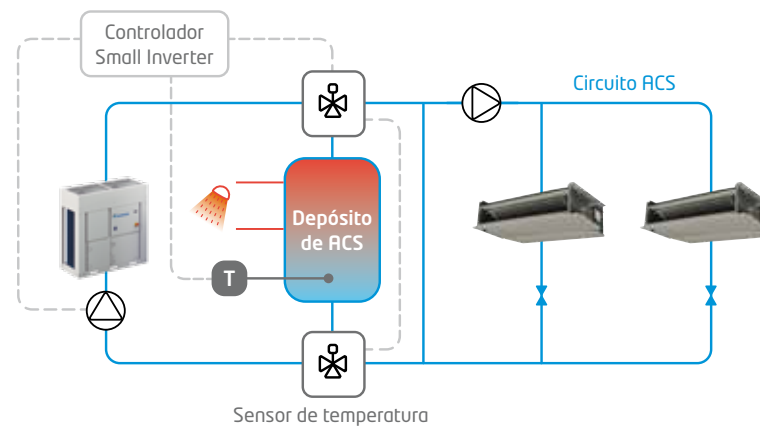 Controlador
Small Inverter
Circuito ACS
Depósito
de ACS
T
Sensor de temperatura